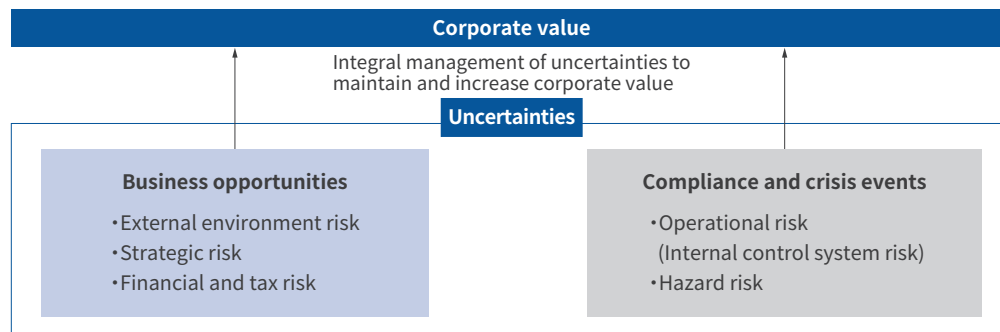 Corporate value
Integral management of uncertainties to
maintain and increase corporate value
Uncertainties
Business opportunities
・External environment risk
・Strategic risk
・Financial and tax risk
Compliance and crisis events
・Operational risk
(Internal control system risk)
・Hazard risk